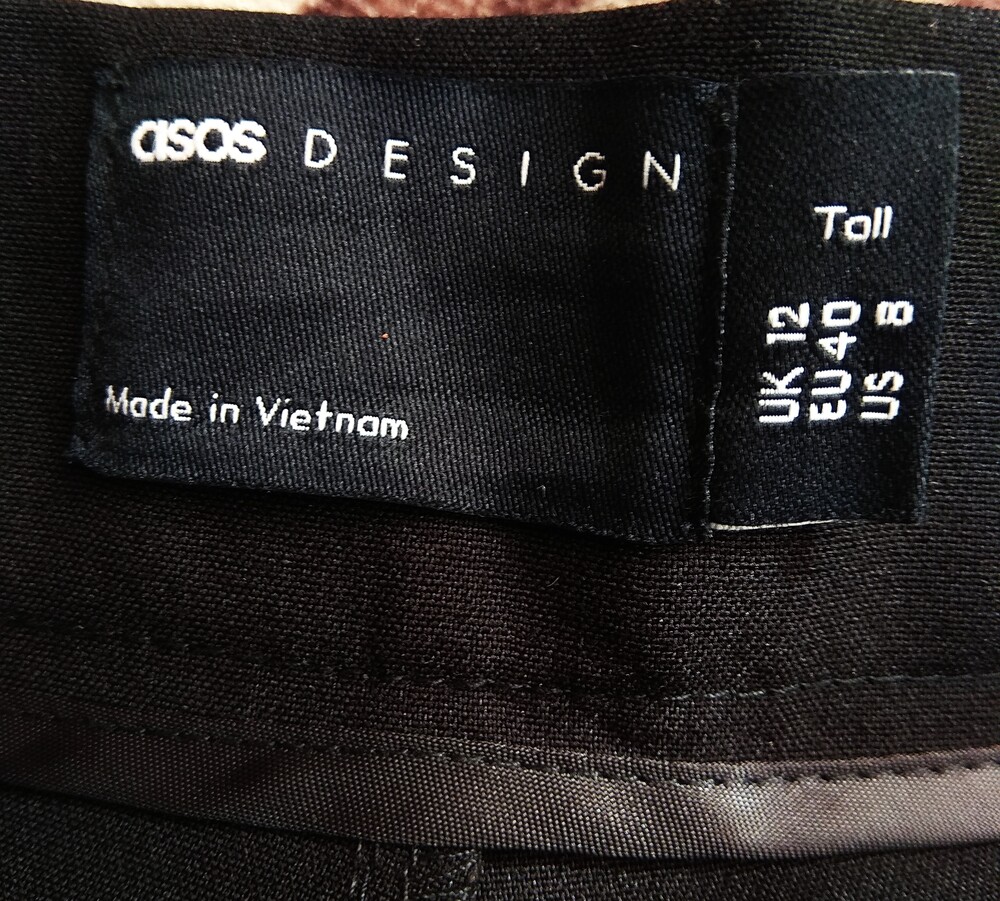 asos DESIGN
Made in Vietnam
Tall
UK 12
EU 40
US 8